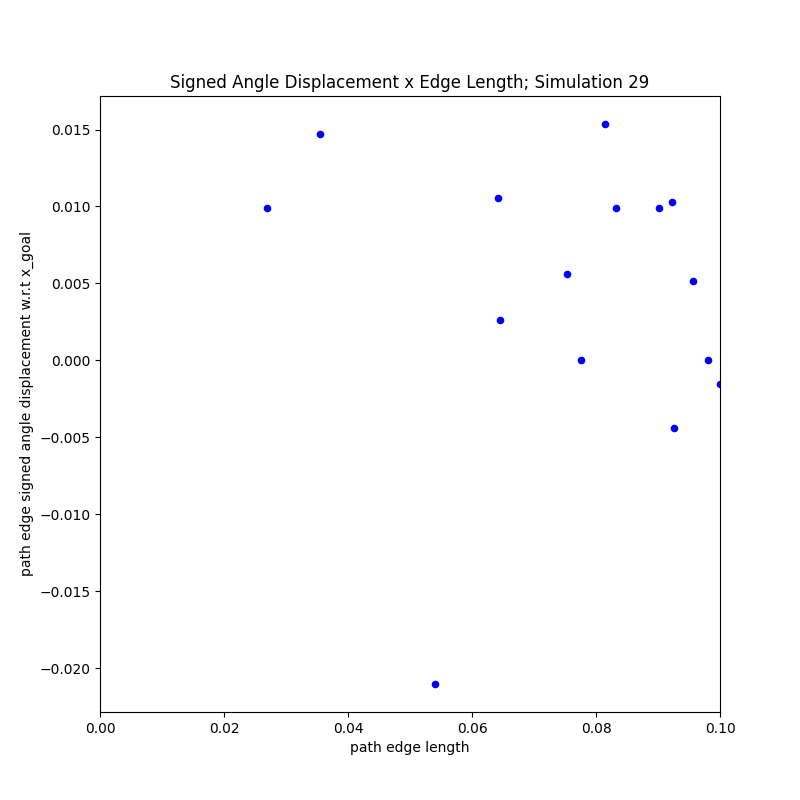 Signed Angle Displacement x Edge Length; Simulation 29
path edge signed angle displacement w.r.t x_goal
0.015
0.010
0.005
0.000
−0.005
−0.010
−0.015
−0.020
0.00 0.02 0.04 0.06 0.08 0.10
path edge length